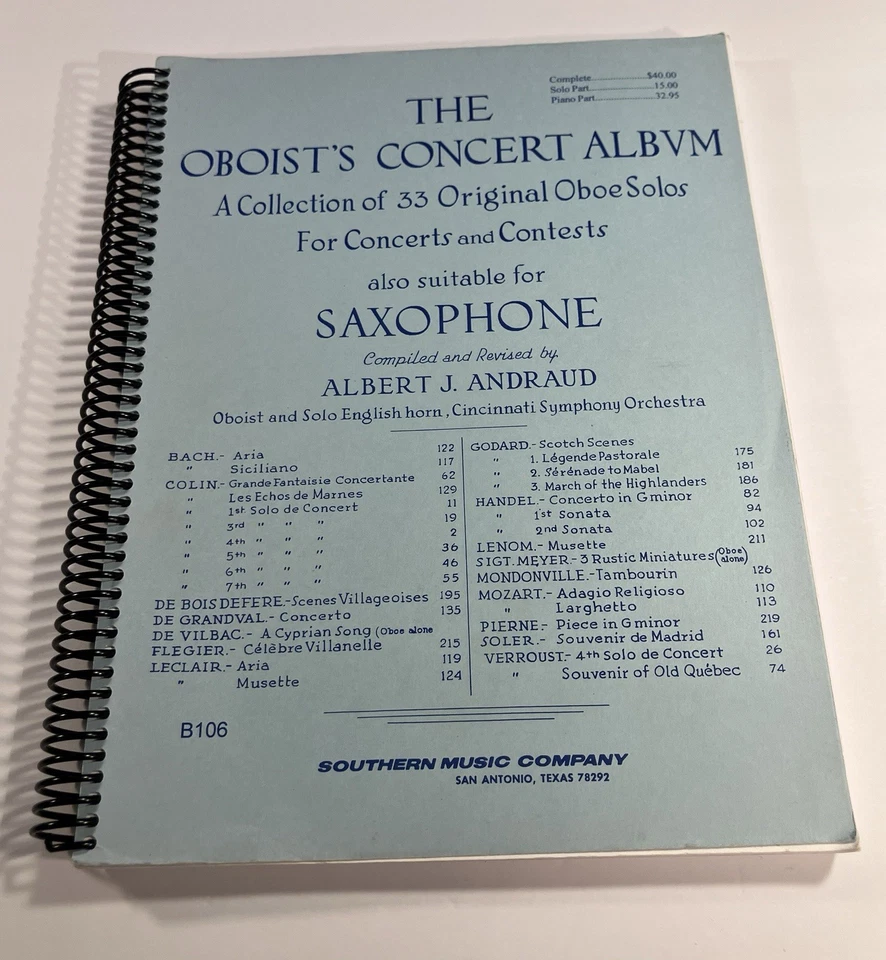 Complete......................$40.00
Solo Part......................15.00
Piano Part......................32.95
THE
OBOIST'S CONCERT ALBVM
A Collection of 33 Original Oboe Solos
For Concerts and Contests
also suitable for
SAXOPHONE
Compiled and Revised by
ALBERT J. ANDRAUD
Oboist and Solo English horn, Cincinnati Symphony Orchestra
BACH.- Aria 122
" Siciliano 117
COLIN.- Grande Fantaisie Concertante 62
" Les Echos de Marnes 129
" 1st Solo de Concert 11
" 3rd " " " 19
" 4th " " " 2
" 5th " " " 36
" 6th " " " 46
" 7th " " " 55
DE BOIS DEFERE.-Scenes Villageoises 195
DE GRANDVAL.- Concerto 135
DE VILBAC.- A Cyprian Song (Oboe alone
FLEGIER.- Célèbre Villanelle 215
LECLAIR.- Aria 119
" Musette 124
GODARD.- Scotch Scenes
" 1. Légende Pastorale 175
" 2. Sérénade to Mabel 181
" 3. March of the Highlanders 186
HANDEL.- Concerto in G minor 82
" 1st Sonata 94
" 2nd Sonata 102
LENOM.- Musette 211
SIGT. MEYER.- 3 Rustic Miniatures (Oboe alone)
MONDONVILLE.-Tambourin 126
MOZART.- Adagio Religioso 110
" Larghetto 113
PIERNE.- Piece in G minor 219
SOLER.- Souvenir de Madrid 161
VERROUST.- 4th Solo de Concert 26
" Souvenir of Old Québec 74
B106
SOUTHERN MUSIC COMPANY
SAN ANTONIO, TEXAS 78292